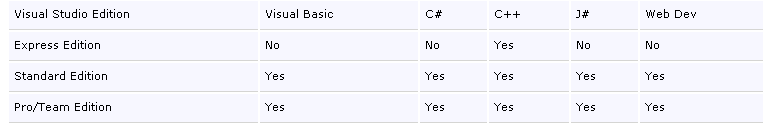 Visual Studio Edition Visual Basic C# C++ J# Web Dev
Express Edition No No Yes No No
Standard Edition Yes Yes Yes Yes Yes
Pro/Team Edition Yes Yes Yes Yes Yes